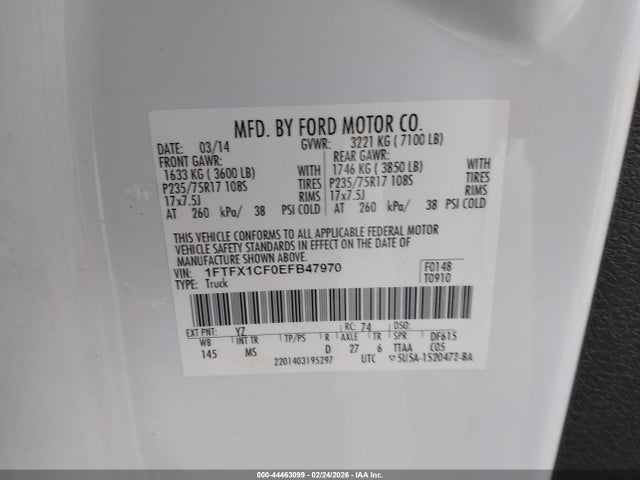 MFD. BY FORD MOTOR CO.
DATE: 03/14 GVWR: 3221 KG ( 7100 LB)
FRONT GAWR: REAR GAWR:
1633 KG ( 3600 LB) WITH 1746 KG ( 3850 LB) WITH
P235/75R17 108S TIRES P235/75R17 108S TIRES
17x7.5J RIMS 17x7.5J RIMS
AT 260 kPa/ 38 PSI COLD AT 260 kPa/ 38 PSI COLD
THIS VEHICLE CONFORMS TO ALL APPLICABLE FEDERAL MOTOR
VEHICLE SAFETY STANDARDS IN EFFECT ON THE DATE OF
MANUFACTURE SHOWN ABOVE.
VIN: 1FTFX1CF0EFB47970 F0148
TYPE: Truck T0910
EXT PNT: YZ RC: 74 DSO:
WB INT TR TP/PS R AXLE TR SPR DF615
145 MS D 27 6 TTAA C05
22014031952​97 UTC ▽5U5A-1520472-BA
000-44463099 - 02/24/2026 - IAA Inc.